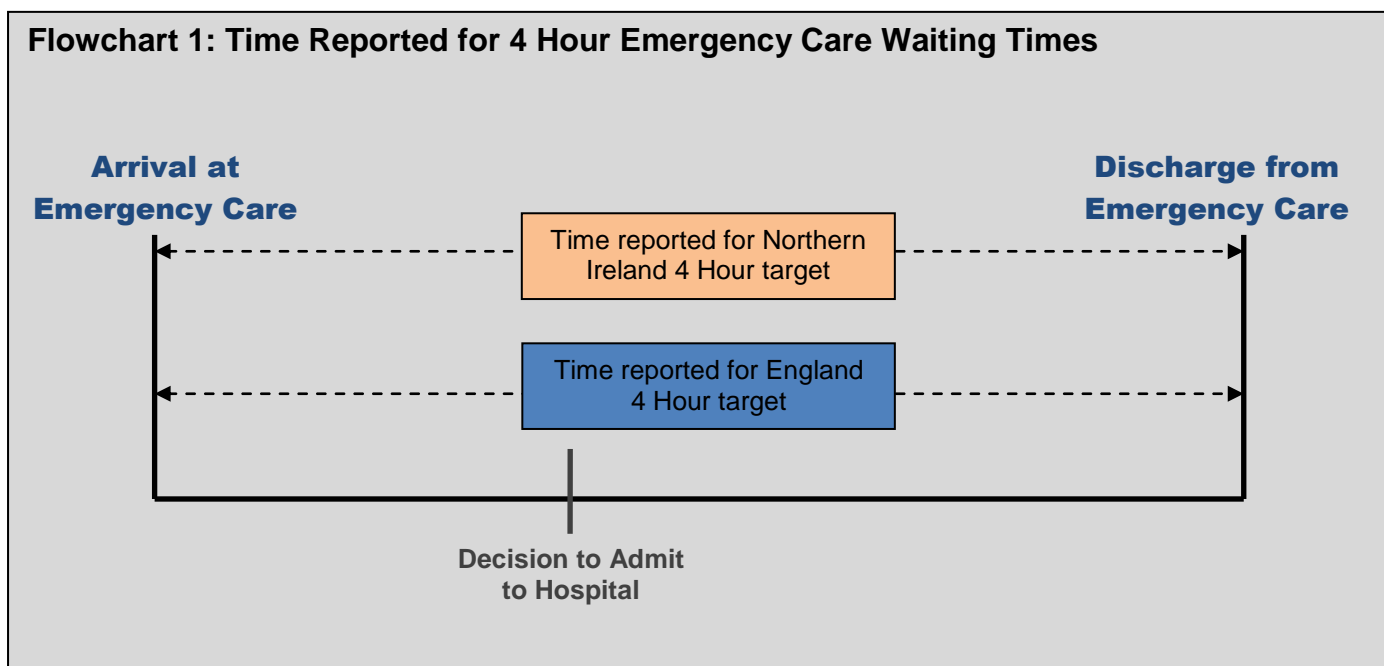 Flowchart 1: Time Reported for 4 Hour Emergency Care Waiting Times
Arrival at
Emergency Care
Discharge from
Emergency Care
Time reported for Northern
Ireland 4 Hour target
Time reported for England
4 Hour target
Decision to Admit
to Hospital